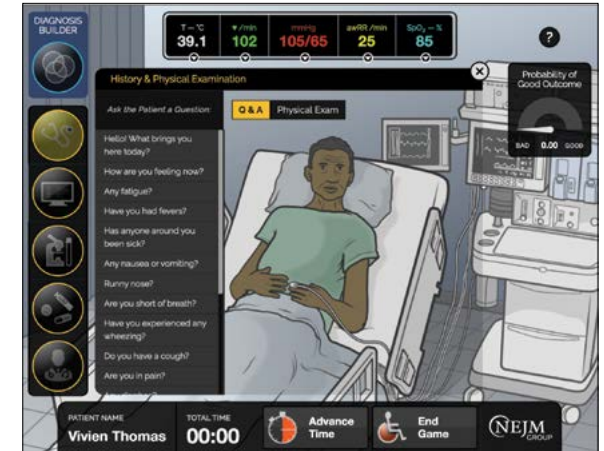 DIAGNOSIS
BUILDER
T – °C
39.1
♥/min
102
mmHg
105/65
awRR /min
25
SpO₂ – %
85
?
History & Physical Examination
Probability of
Good Outcome
BAD 0.00 GOOD
Ask the Patient a Question:
Q & A
Physical Exam
Hello! What brings you
here today?
How are you feeling now?
Any fatigue?
Have you had fevers?
Has anyone around you
been sick?
Any nausea or vomiting?
Runny nose?
Are you short of breath?
Have you experienced any
wheezing?
Do you have a cough?
Are you in pain?
PATIENT NAME
Vivien Thomas
TOTAL TIME
00:00
Advance
Time
End
Game
NEJM
GROUP